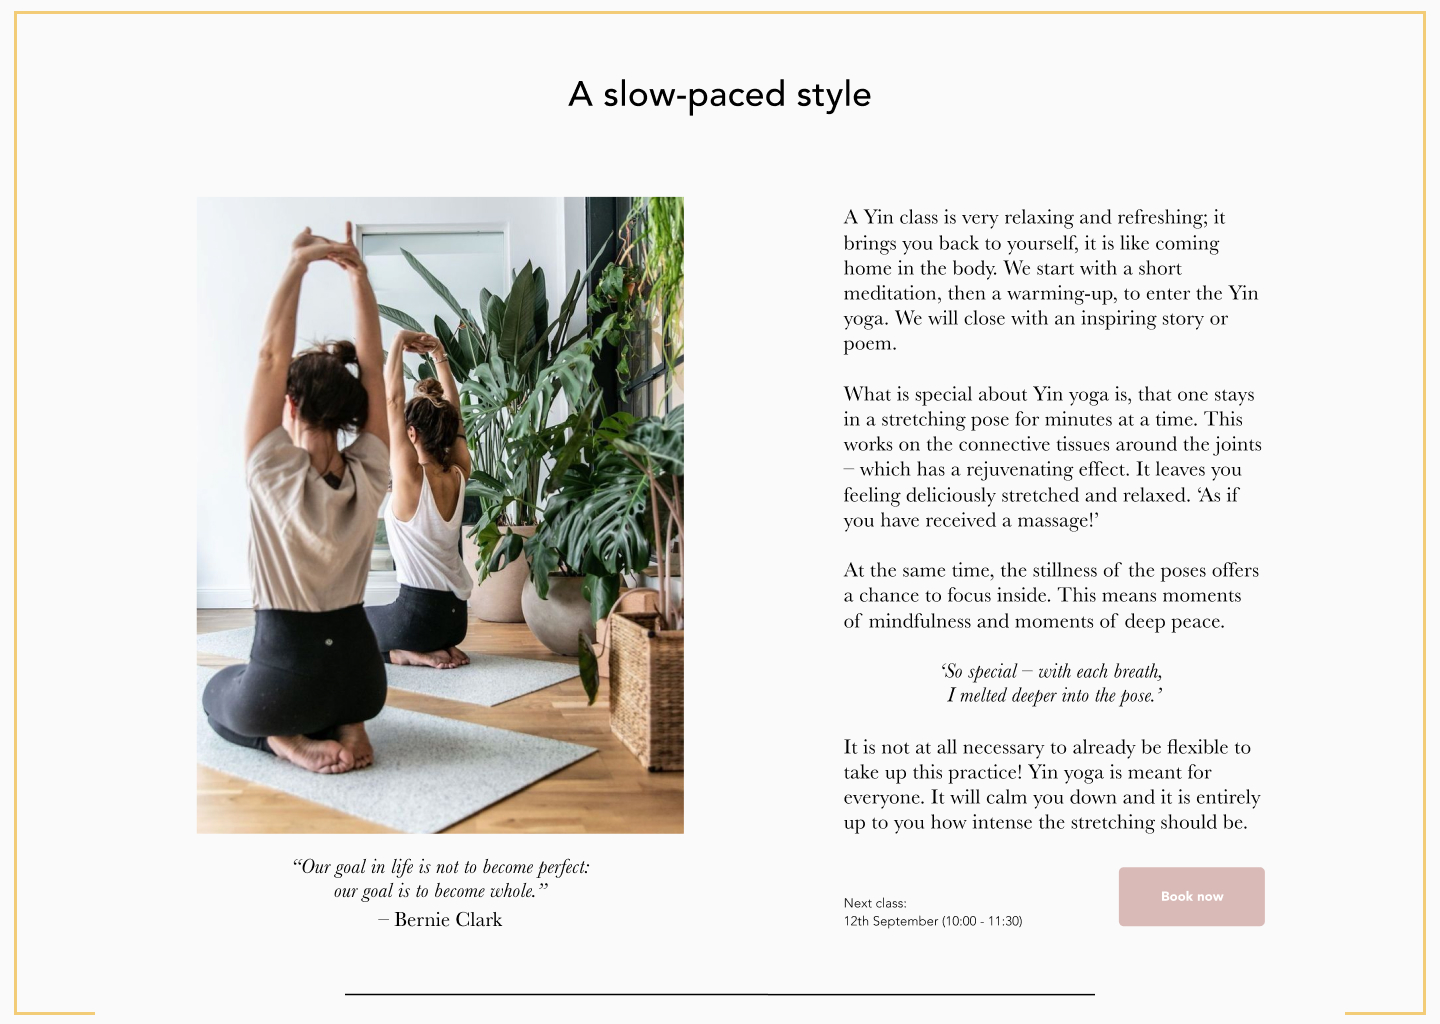 A slow-paced style
A Yin class is very relaxing and refreshing; it
brings you back to yourself, it is like coming
home in the body. We start with a short
meditation, then a warming-up, to enter the Yin
yoga. We will close with an inspiring story or
poem.
What is special about Yin yoga is, that one stays
in a stretching pose for minutes at a time. This
works on the connective tissues around the joints
– which has a rejuvenating effect. It leaves you
feeling deliciously stretched and relaxed. ‘As if
you have received a massage!’
At the same time, the stillness of the poses offers
a chance to focus inside. This means moments
of mindfulness and moments of deep peace.
‘So special – with each breath,
I melted deeper into the pose.’
It is not at all necessary to already be flexible to
take up this practice! Yin yoga is meant for
everyone. It will calm you down and it is entirely
up to you how intense the stretching should be.
“Our goal in life is not to become perfect:
our goal is to become whole.”
– Bernie Clark
Next class:
12th September (10:00 - 11:30)
Book now